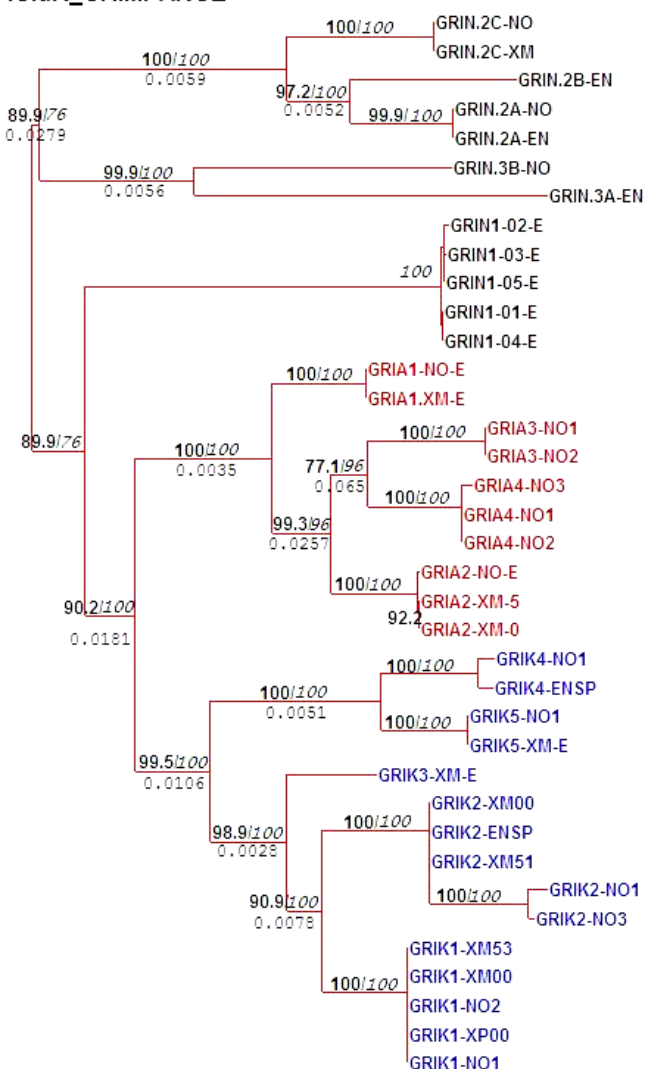 100/100
GRIN.2C-NO
GRIN.2C-XM
100/100
0.0059
GRIN.2B-EN
97.2/100
0.0052
GRIN.2A-NO
99.9/100
GRIN.2A-EN
89.9/76
0.0279
GRIN.3B-NO
99.9/100
0.0056
GRIN.3A-EN
GRIN1-02-E
GRIN1-03-E
100
GRIN1-05-E
GRIN1-01-E
GRIN1-04-E
GRIA1-NO-E
100/100
GRIA1.XM-E
GRIA3-NO1
100/100
GRIA3-NO2
89.9/76
100/100
0.0035
77.1/96
0.065
GRIA4-NO3
100/100
GRIA4-NO1
GRIA4-NO2
99.3/96
0.0257
GRIA2-NO-E
100/100
GRIA2-XM-5
92.2
GRIA2-XM-0
90.2/100
0.0181
GRIK4-NO1
100/100
GRIK4-ENSP
100/100
0.0051
GRIK5-NO1
100/100
GRIK5-XM-E
99.5/100
0.0106
GRIK3-XM-E
GRIK2-XM00
100/100
GRIK2-ENSP
98.9/100
0.0028
GRIK2-XM51
GRIK2-NO1
100/100
GRIK2-NO3
90.9/100
0.0078
GRIK1-XM53
GRIK1-XM00
100/100
GRIK1-NO2
GRIK1-XP00
GRIK1-NO1